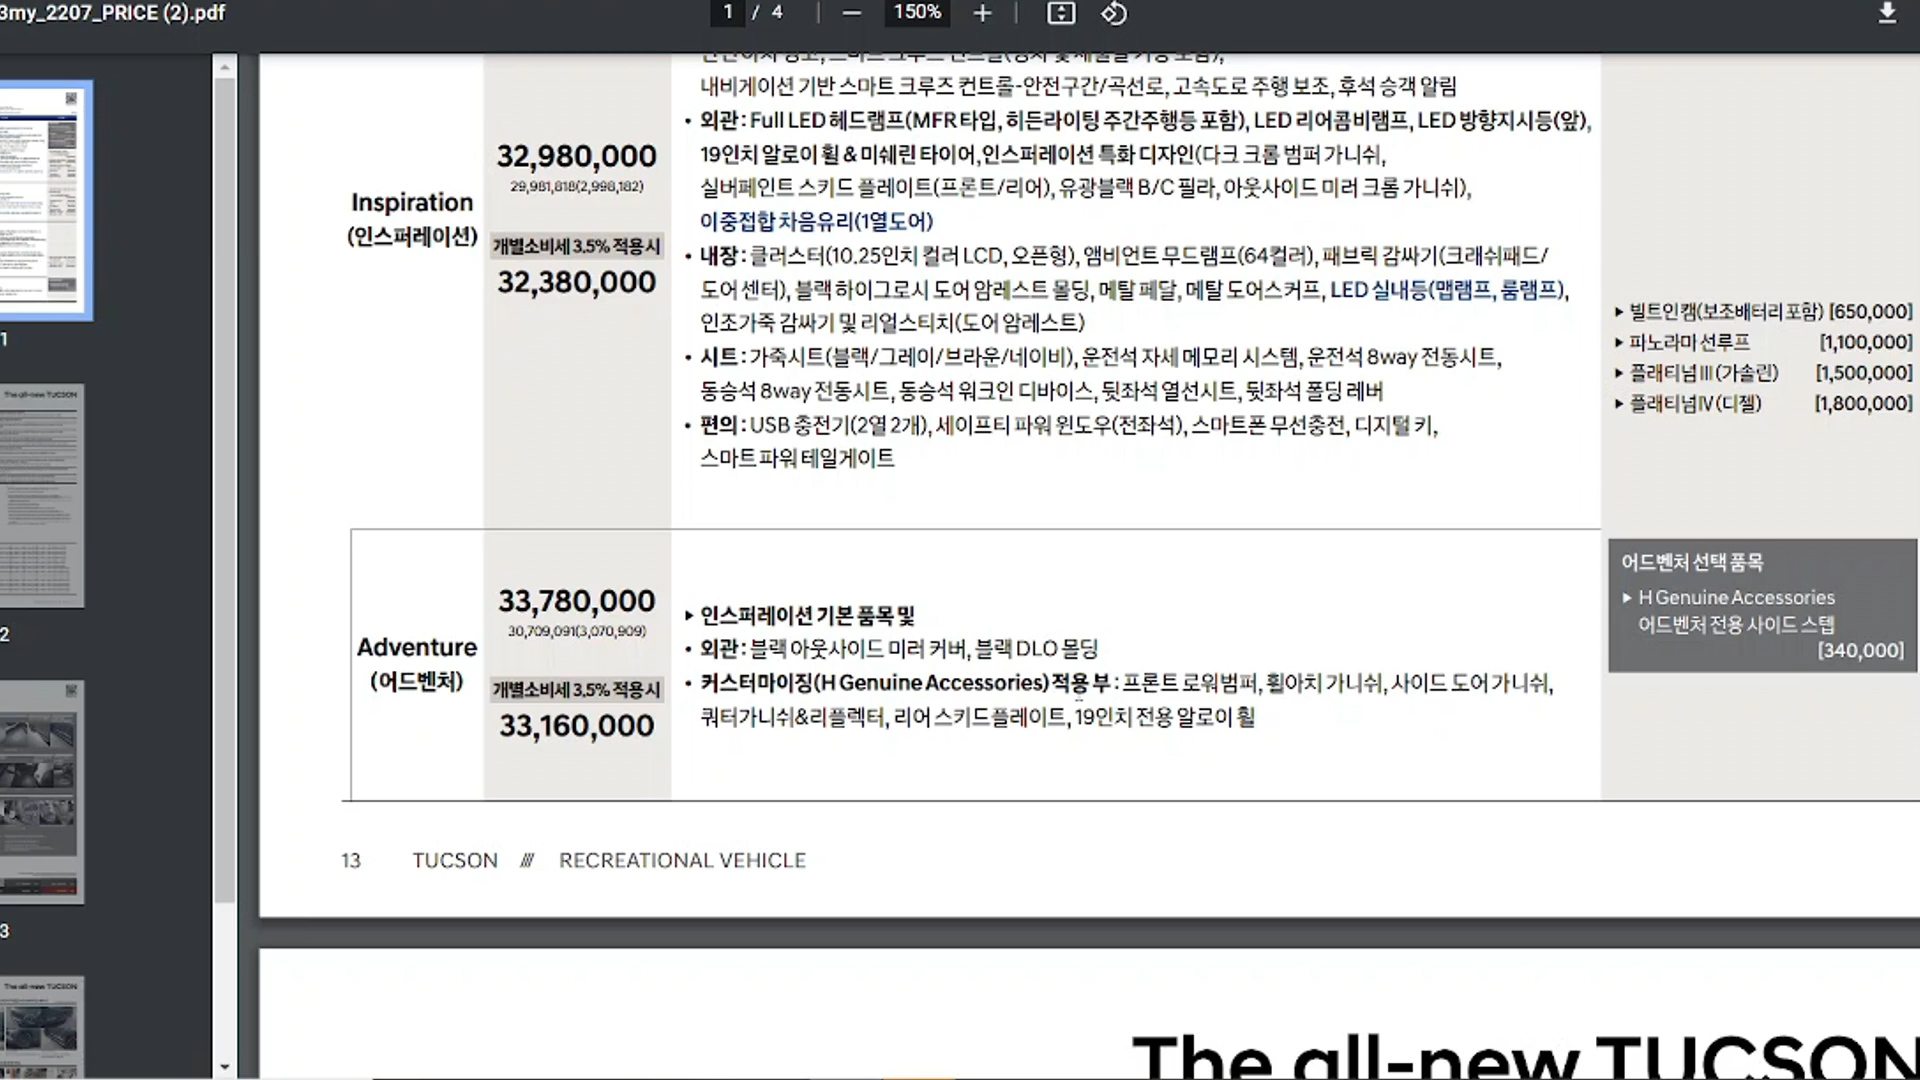 3my_2207_PRICE (2).pdf
1 / 4
150%
내비게이션 기반 스마트 크루즈 컨트롤-안전구간/곡선로, 고속도로 주행 보조, 후석 승객 알림
• 외관 : Full LED 헤드램프(MFR 타입, 히든라이팅 주간주행등 포함), LED 리어콤비램프, LED 방향지시등(앞),
19인치 알로이 휠 & 미쉐린 타이어,인스퍼레이션 특화 디자인(다크 크롬 범퍼 가니쉬,
실버페인트 스키드 플레이트(프론트/리어), 유광블랙 B/C 필라, 아웃사이드 미러 크롬 가니쉬),
이중접합 차음유리(1열도어)
Inspiration
(인스퍼레이션)
32,980,000
29,981,818(2,998,182)
개별소비세 3.5% 적용시
32,380,000
• 내장 : 클러스터(10.25인치 컬러 LCD, 오픈형), 앰비언트 무드램프(64컬러), 패브릭 감싸기(크래쉬패드/
도어 센터), 블랙 하이그로시 도어 암레스트 몰딩, 메탈 페달, 메탈 도어스커프, LED 실내등(맵램프, 룸램프),
인조가죽 감싸기 및 리얼스티치(도어 암레스트)
• 시트 : 가죽시트(블랙/그레이/브라운/네이비), 운전석 자세 메모리 시스템, 운전석 8way 전동시트,
동승석 8way 전동시트, 동승석 워크인 디바이스, 뒷좌석 열선시트, 뒷좌석 폴딩 레버
• 편의 : USB 충전기(2열 2개), 세이프티 파워 윈도우(전좌석), 스마트폰 무선충전, 디지털 키,
스마트 파워 테일게이트
▸ 빌트인캠(보조배터리 포함) [650,000]
▸ 파노라마 선루프 [1,100,000]
▸ 플래티넘Ⅲ(가솔린) [1,500,000]
▸ 플래티넘Ⅳ(디젤) [1,800,000]
Adventure
(어드벤처)
33,780,000
30,709,091(3,070,909)
개별소비세 3.5% 적용시
33,160,000
▸ 인스퍼레이션 기본 품목 및
• 외관 : 블랙 아웃사이드 미러 커버, 블랙 DLO 몰딩
• 커스터마이징(H Genuine Accessories) 적용 부 : 프론트 로워범퍼, 휠아치 가니쉬, 사이드 도어 가니쉬,
쿼터가니쉬&리플렉터, 리어 스키드플레이트, 19인치 전용 알로이 휠
어드벤처 선택 품목
▸ H Genuine Accessories
어드벤처 전용 사이드 스텝
[340,000]
13 TUCSON /// RECREATIONAL VEHICLE
The all-new TUCSON
1
The all-new TUCSON
2
3
The all-new TUCSON